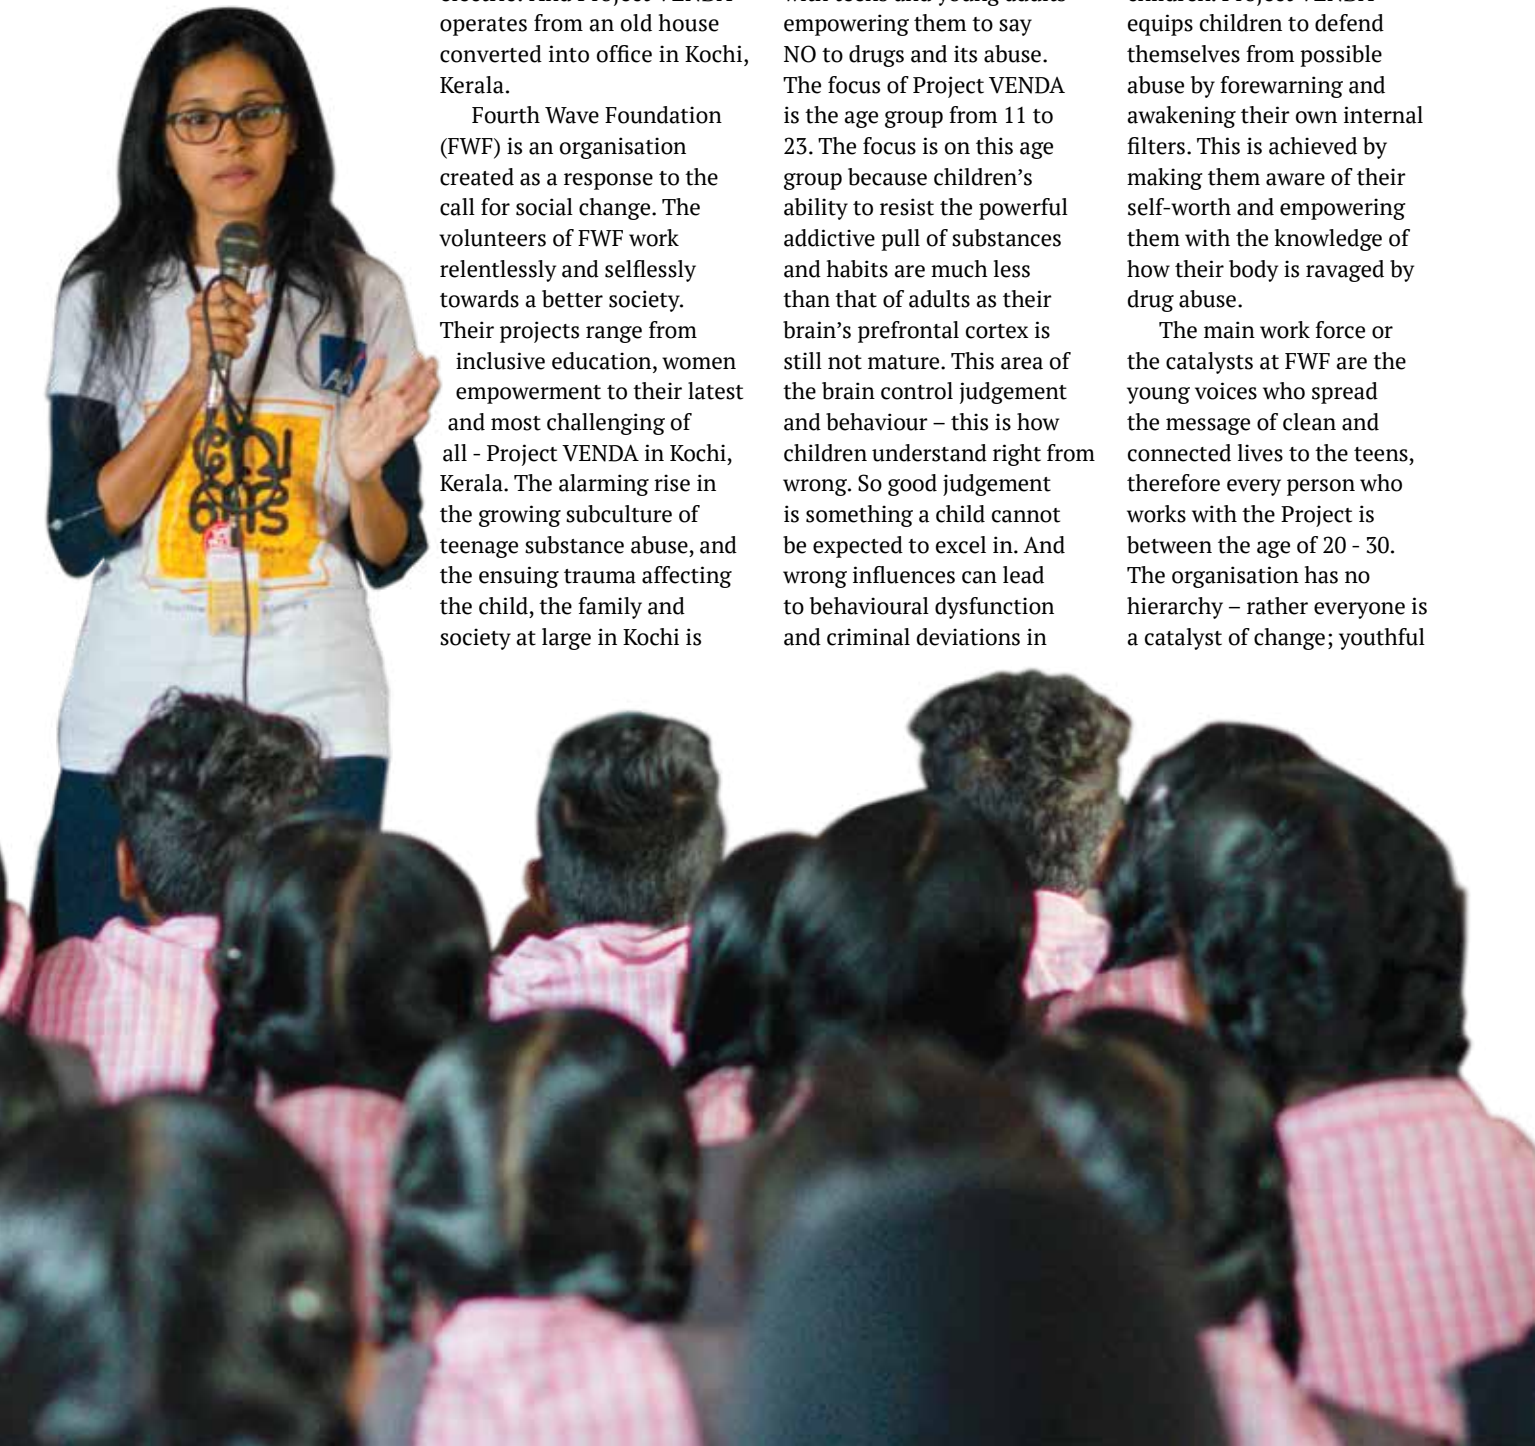 electric. And Project VENDA
operates from an old house
converted into office in Kochi,
Kerala.
Fourth Wave Foundation
(FWF) is an organisation
created as a response to the
call for social change. The
volunteers of FWF work
relentlessly and selflessly
towards a better society.
Their projects range from
inclusive education, women
empowerment to their latest
and most challenging of
all - Project VENDA in Kochi,
Kerala. The alarming rise in
the growing subculture of
teenage substance abuse, and
the ensuing trauma affecting
the child, the family and
society at large in Kochi is
with teens and young adults
empowering them to say
NO to drugs and its abuse.
The focus of Project VENDA
is the age group from 11 to
23. The focus is on this age
group because children’s
ability to resist the powerful
addictive pull of substances
and habits are much less
than that of adults as their
brain’s prefrontal cortex is
still not mature. This area of
the brain control judgement
and behaviour – this is how
children understand right from
wrong. So good judgement
is something a child cannot
be expected to excel in. And
wrong influences can lead
to behavioural dysfunction
and criminal deviations in
children. Project VENDA
equips children to defend
themselves from possible
abuse by forewarning and
awakening their own internal
filters. This is achieved by
making them aware of their
self-worth and empowering
them with the knowledge of
how their body is ravaged by
drug abuse.
The main work force or
the catalysts at FWF are the
young voices who spread
the message of clean and
connected lives to the teens,
therefore every person who
works with the Project is
between the age of 20 - 30.
The organisation has no
hierarchy – rather everyone is
a catalyst of change; youthful